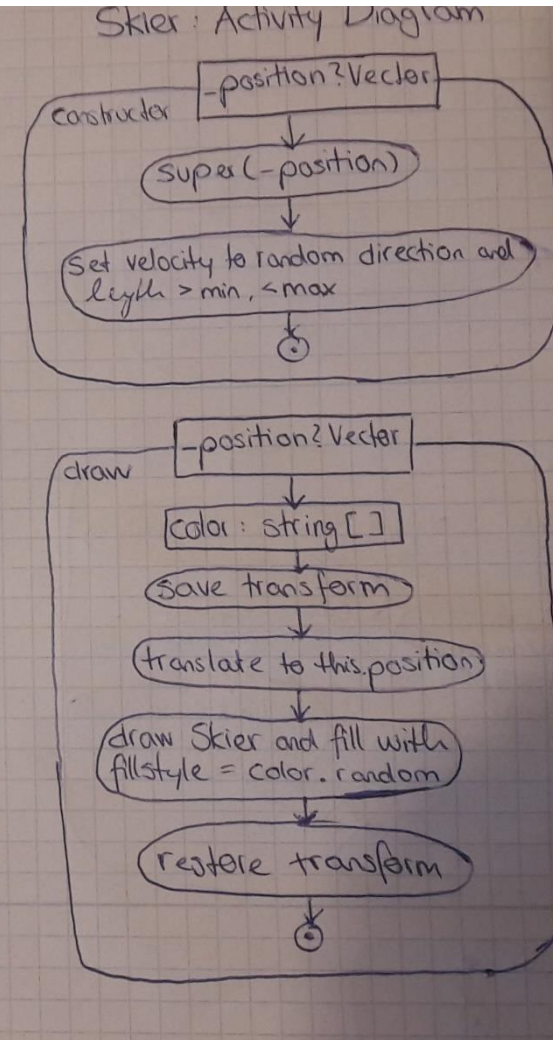 Skier: Activity Diagram
-position?Vector
constructor
super(-position)
Set velocity to random direction and
length >min, <max
-position?Vector
draw
color: string[]
save transform
translate to this.position
draw Skier and fill with
fillstyle = color.random
restore transform